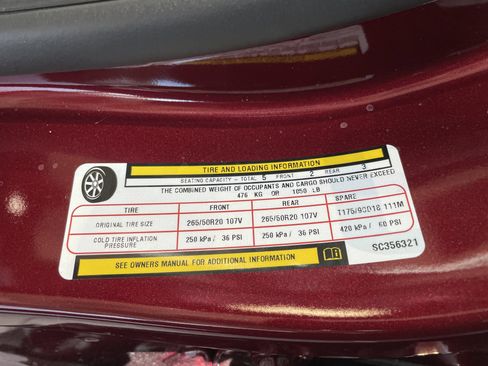 TIRE AND LOADING INFORMATION
SEATING CAPACITY - TOTAL 5 FRONT 2 REAR 3
THE COMBINED WEIGHT OF OCCUPANTS AND CARGO SHOULD NEVER EXCEED
476 KG OR 1050 LB
TIRE FRONT REAR SPARE
ORIGINAL TIRE SIZE 265/50R20 107V 265/50R20 107V T175/90D18 111M
COLD TIRE INFLATION PRESSURE 250 kPa / 36 PSI 250 kPa / 36 PSI 420 kPa / 60 PSI
SEE OWNERS MANUAL FOR ADDITIONAL INFORMATION
SC356321